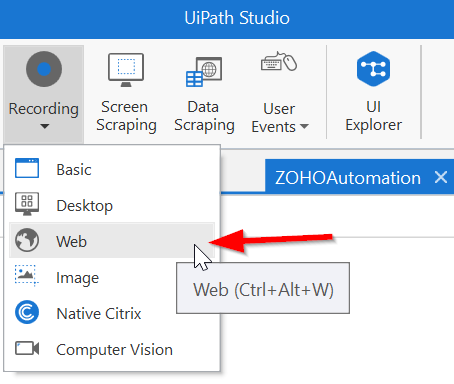 UiPath Studio
Recording
Screen
Scraping
Data
Scraping
User
Events
UI
Explorer
Basic
ZOHOAutomation
Desktop
Web
Web (Ctrl+Alt+W)
Image
Native Citrix
Computer Vision